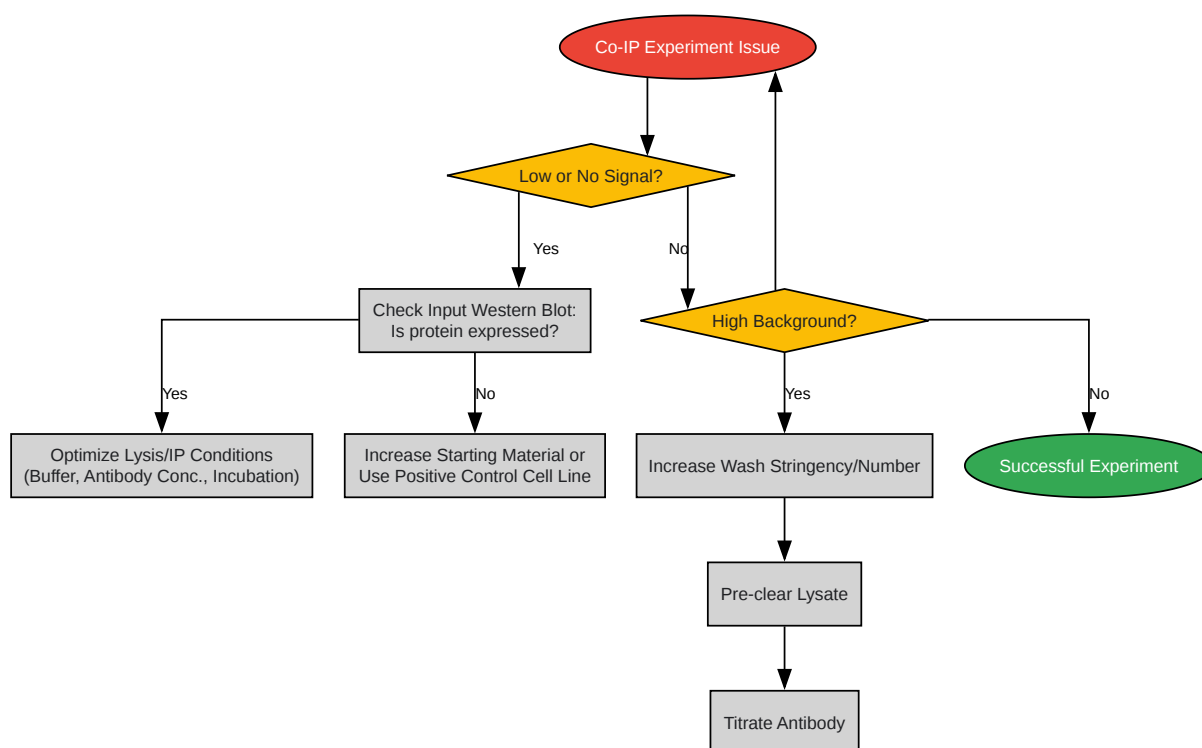 Co-IP Experiment Issue
Low or No Signal?
Yes
No
Check Input Western Blot:
Is protein expressed?
High Background?
Yes
No
Yes
No
Optimize Lysis/IP Conditions
(Buffer, Antibody Conc., Incubation)
Increase Starting Material or
Use Positive Control Cell Line
Increase Wash Stringency/Number
Successful Experiment
Pre-clear Lysate
Titrate Antibody